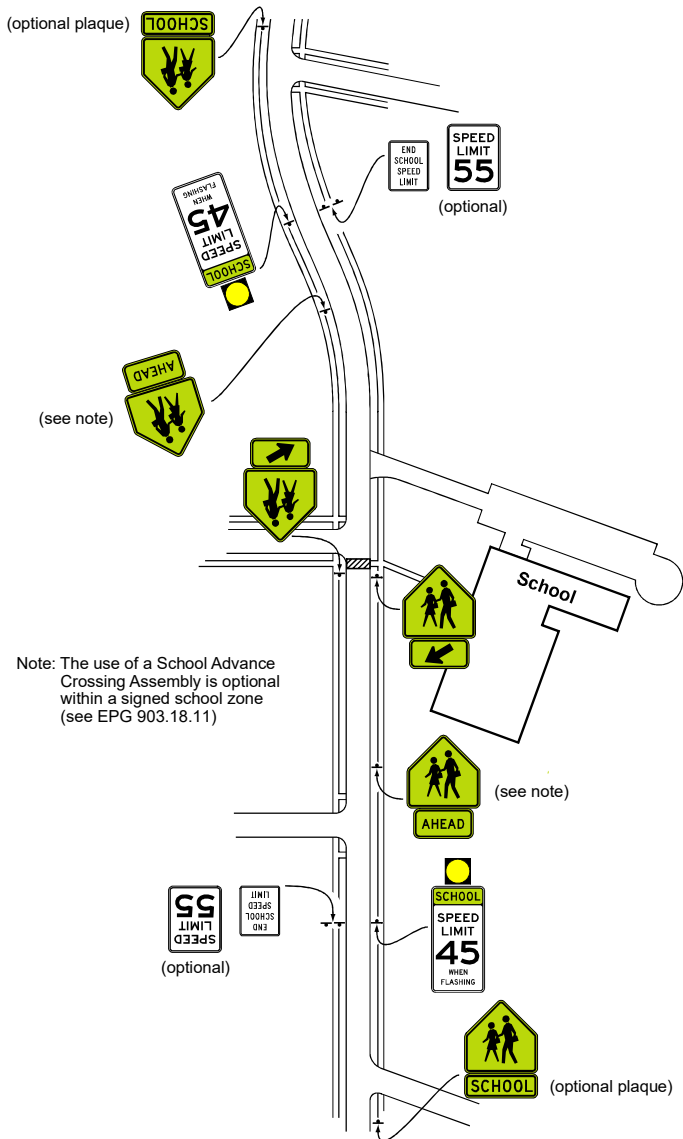 (optional plaque)
SCHOOL
END
SCHOOL
SPEED
LIMIT
SPEED
LIMIT
55
(optional)
SCHOOL
SPEED
LIMIT
45
WHEN
FLASHING
AHEAD
(see note)
School
Note: The use of a School Advance
Crossing Assembly is optional
within a signed school zone
(see EPG 903.18.11)
(see note)
AHEAD
SPEED
LIMIT
55
END
SCHOOL
SPEED
LIMIT
(optional)
SCHOOL
SPEED
LIMIT
45
WHEN
FLASHING
SCHOOL
(optional plaque)